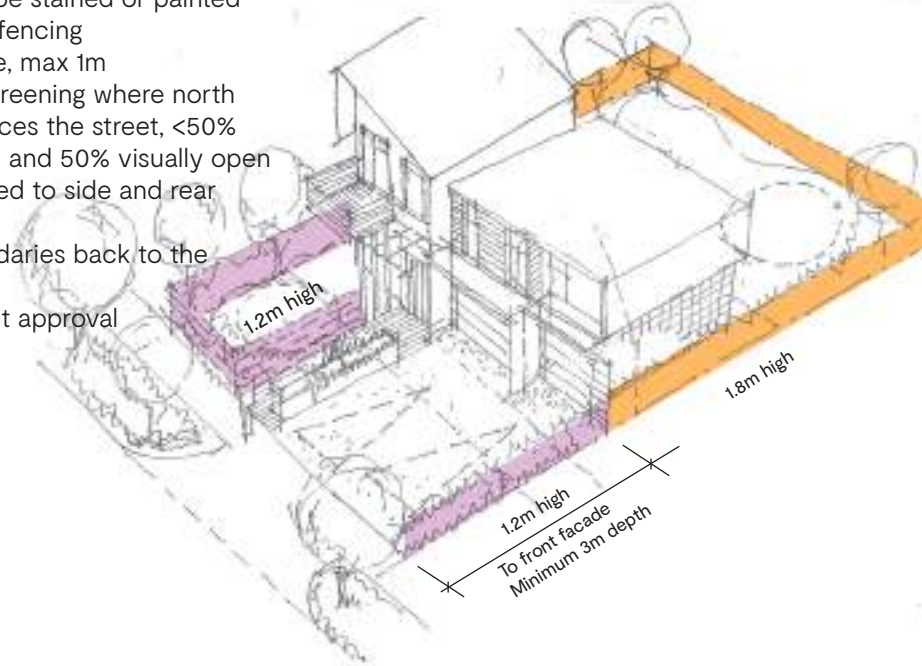 be stained or painted
fencing
e, max 1m
creening where north
ces the street, <50%
and 50% visually open
ed to side and rear
daries back to the
t approval
1.2m high
1.8m high
1.2m high
To front facade
Minimum 3m depth